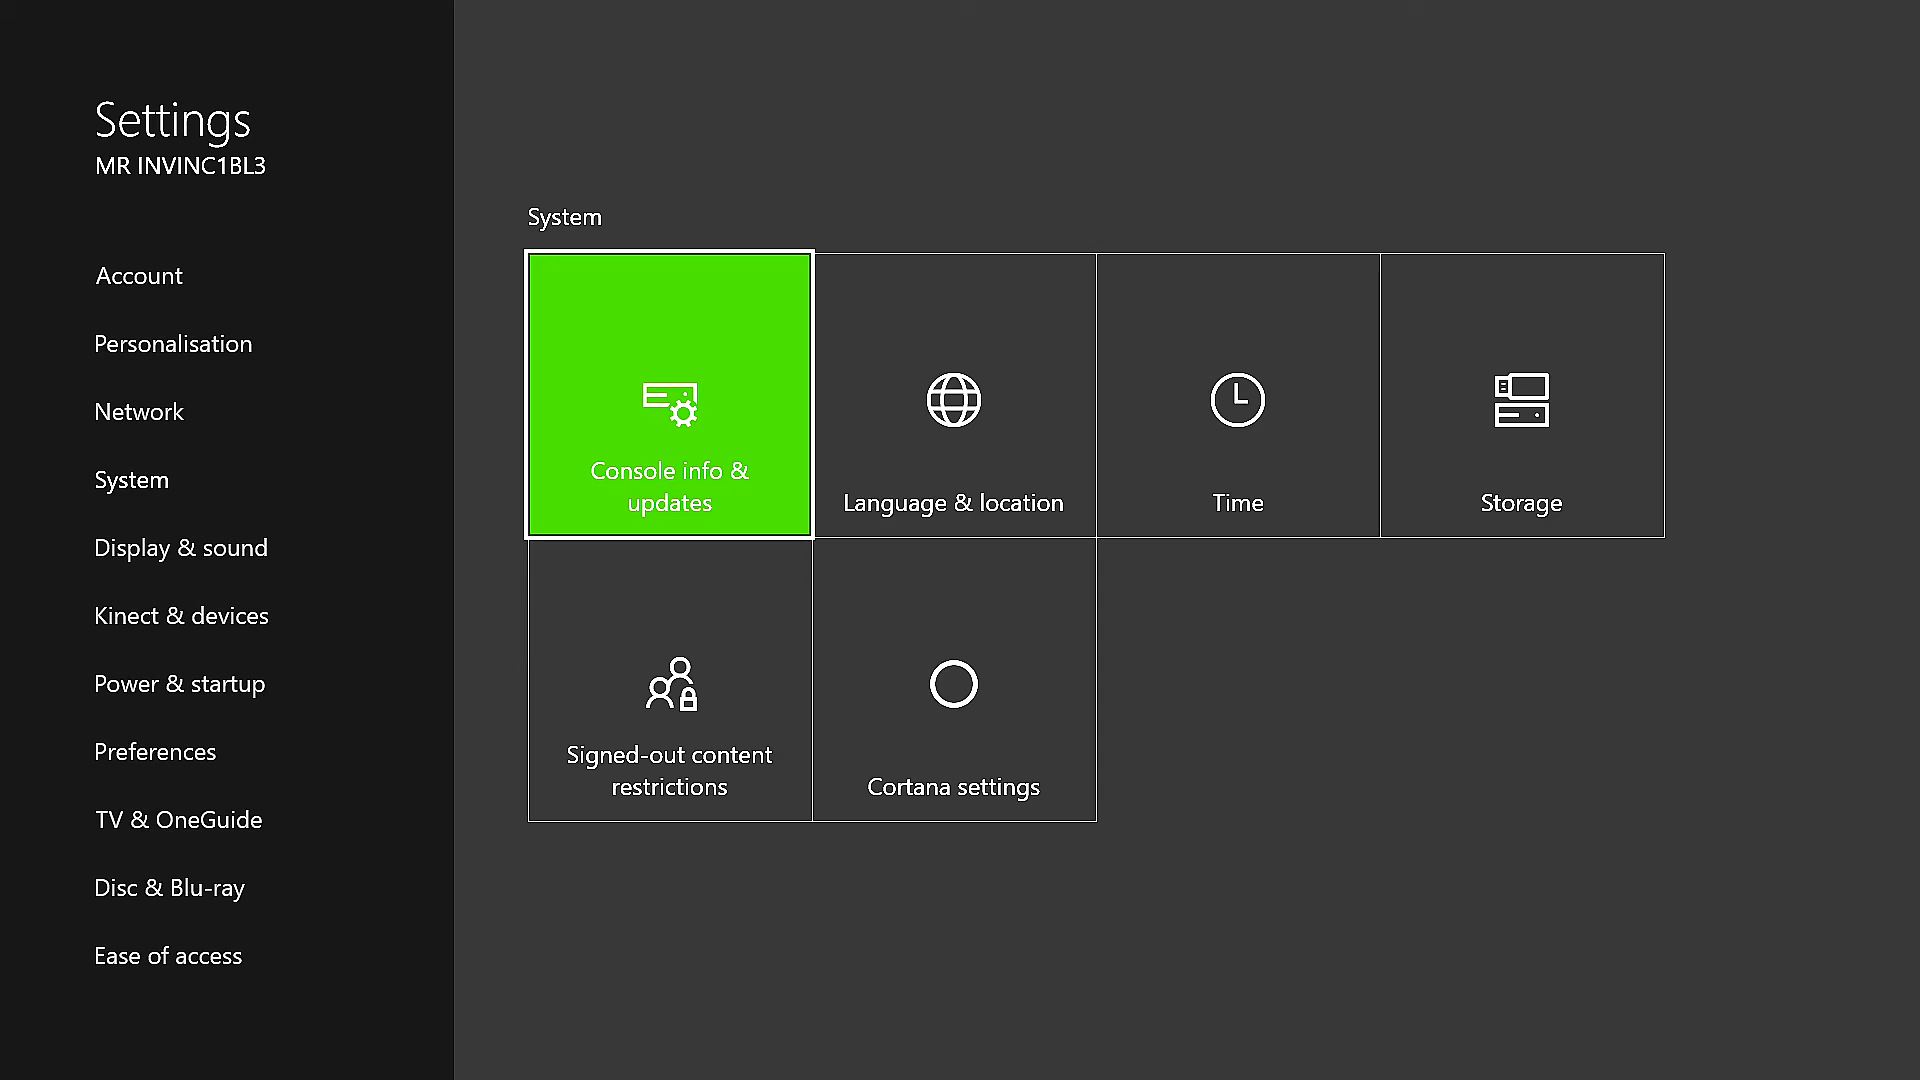 Settings
MR INVINC1BL3
Account
Personalisation
Network
System
Display & sound
Kinect & devices
Power & startup
Preferences
TV & OneGuide
Disc & Blu-ray
Ease of access
System
Console info &
updates
Language & location
Time
Storage
Signed-out content
restrictions
Cortana settings